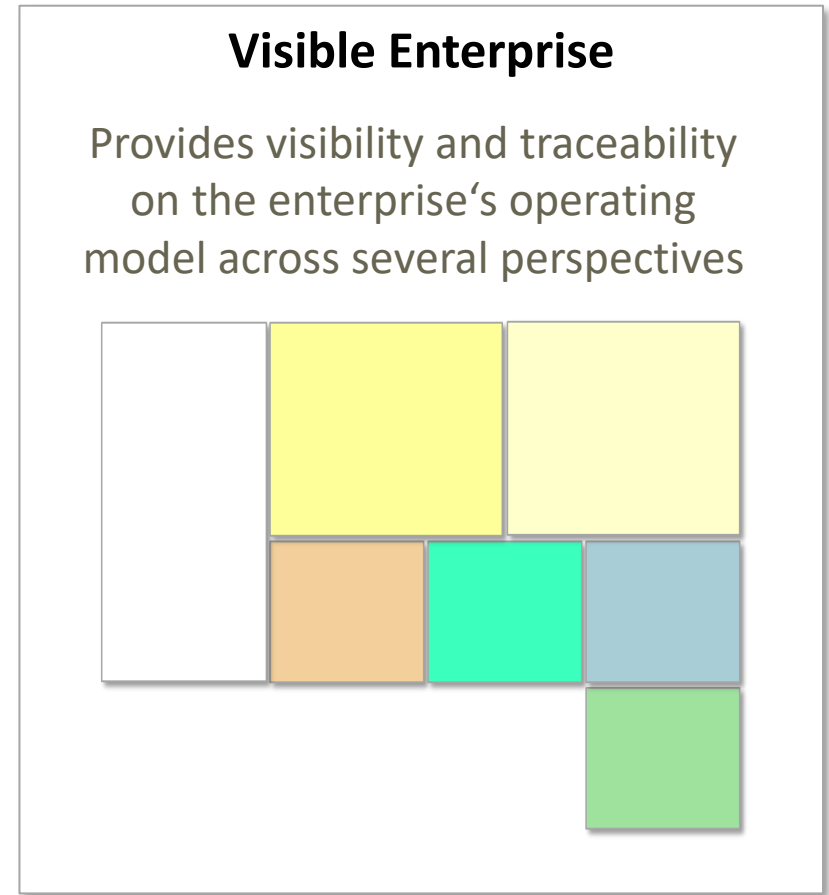 Visible Enterprise
Provides visibility and traceability
on the enterprise‘s operating
model across several perspectives